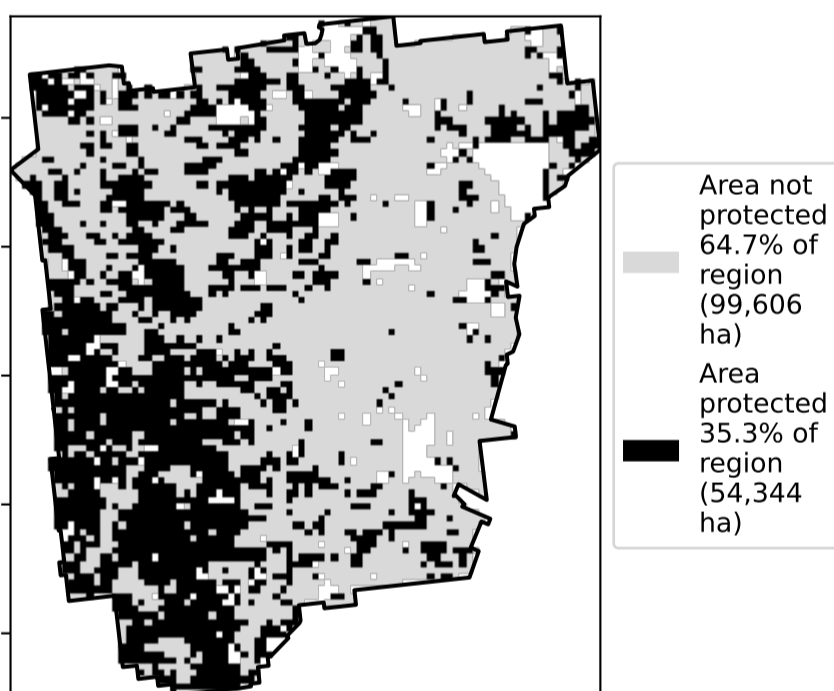 Area not
protected
64.7% of
region
(99,606
ha)
Area
protected
35.3% of
region
(54,344
ha)